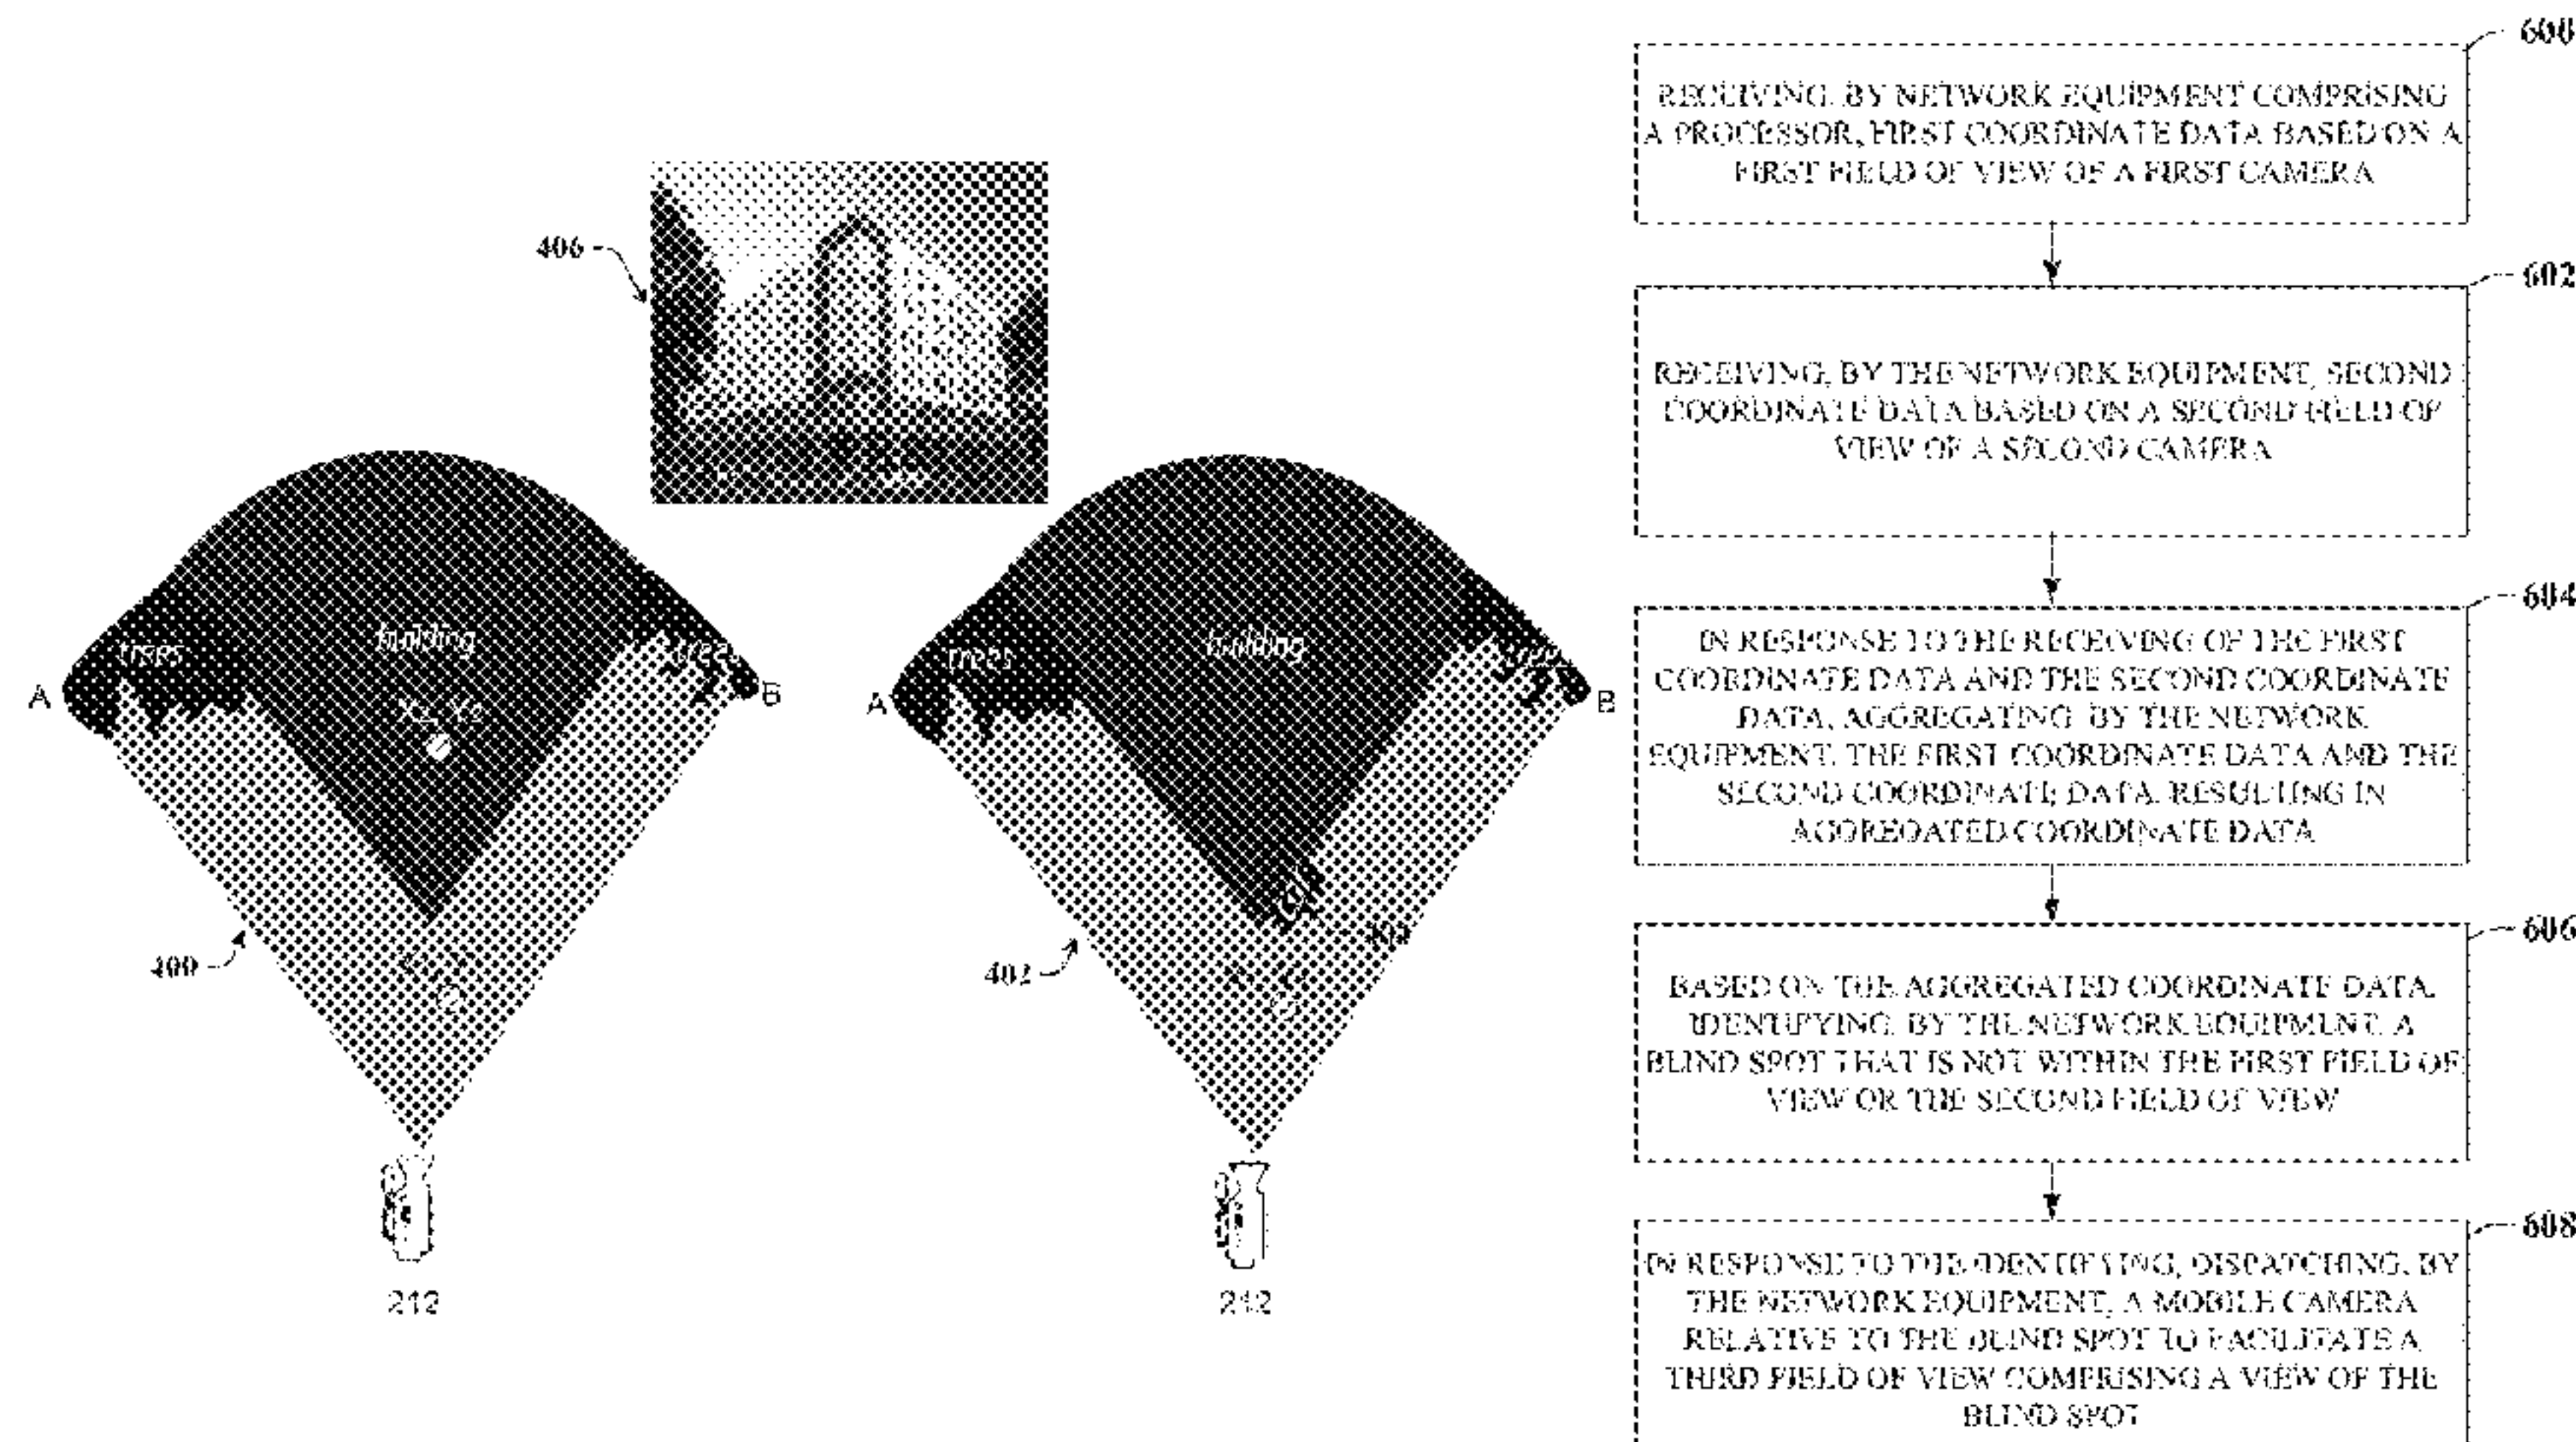 406
trees
building
trees
A
B
400
212
trees
building
trees
A
B
402
212
600
RECEIVING, BY NETWORK EQUIPMENT COMPRISING
A PROCESSOR, FIRST COORDINATE DATA BASED ON A
FIRST FIELD OF VIEW OF A FIRST CAMERA
602
RECEIVING, BY THE NETWORK EQUIPMENT, SECOND
COORDINATE DATA BASED ON A SECOND FIELD OF
VIEW OF A SECOND CAMERA
604
IN RESPONSE TO THE RECEIVING OF THE FIRST
COORDINATE DATA AND THE SECOND COORDINATE
DATA, AGGREGATING, BY THE NETWORK
EQUIPMENT, THE FIRST COORDINATE DATA AND THE
SECOND COORDINATE DATA, RESULTING IN
AGGREGATED COORDINATE DATA
606
BASED ON THE AGGREGATED COORDINATE DATA,
IDENTIFYING, BY THE NETWORK EQUIPMENT, A
BLIND SPOT THAT IS NOT WITHIN THE FIRST FIELD OF
VIEW OR THE SECOND FIELD OF VIEW
608
IN RESPONSE TO THE IDENTIFYING, DISPATCHING, BY
THE NETWORK EQUIPMENT, A MOBILE CAMERA
RELATIVE TO THE BLIND SPOT TO FACILITATE A
THIRD FIELD OF VIEW COMPRISING A VIEW OF THE
BLIND SPOT